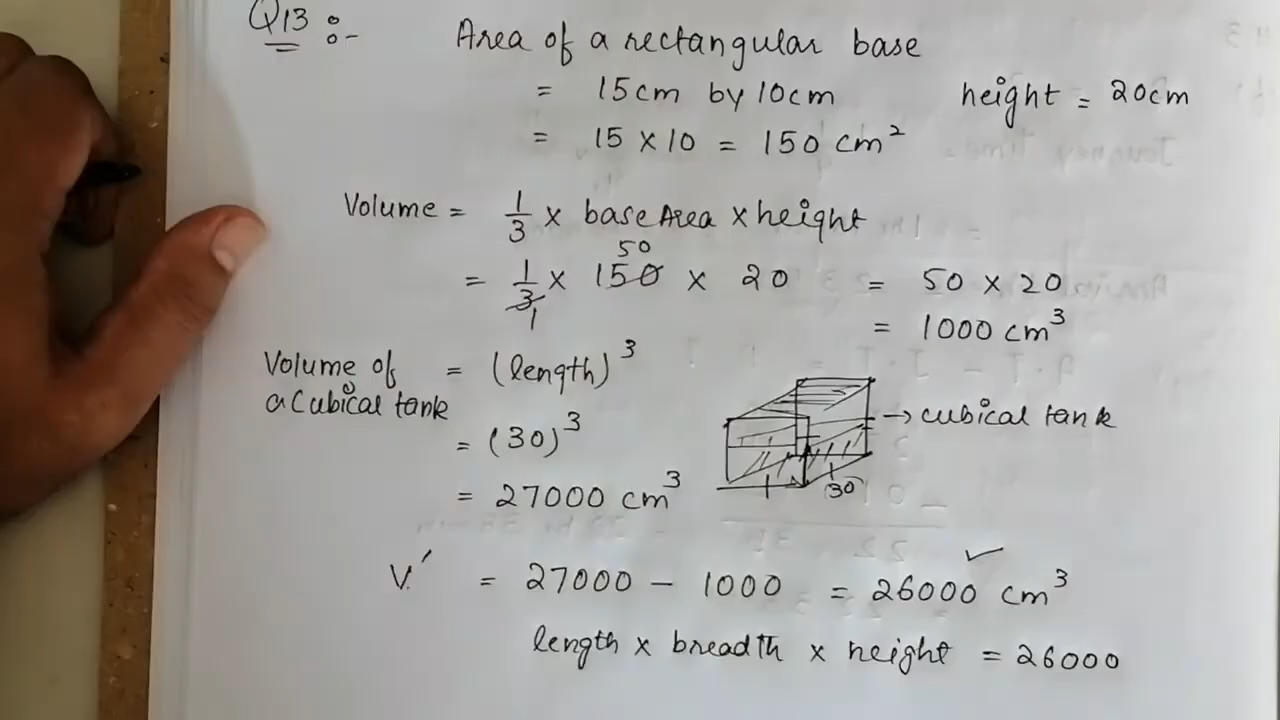 Q13 :-
Area of a rectangular base
= 15cm by 10cm height = 20cm
= 15 × 10 = 150 cm²
Volume = 1/3 × base Area × height
50
= 1/3 × 150 × 20 = 50 × 20
1
= 1000 cm³
Volume of = (length)³
a Cubical tank
→ cubical tank
= (30)³
30
= 27000 cm³
V' = 27000 − 1000 = 26000 cm³ ✓
length × breadth × height = 26000